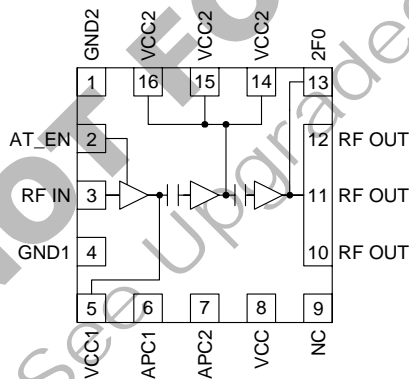 GND2
VCC2
VCC2
VCC2
2F0
1
16
15
14
13
AT_EN
2
12
RF OUT
RF IN
3
11
RF OUT
GND1
4
10
RF OUT
5
6
7
8
9
VCC1
APC1
APC2
VCC
NC
NOT FO
See Upgrade